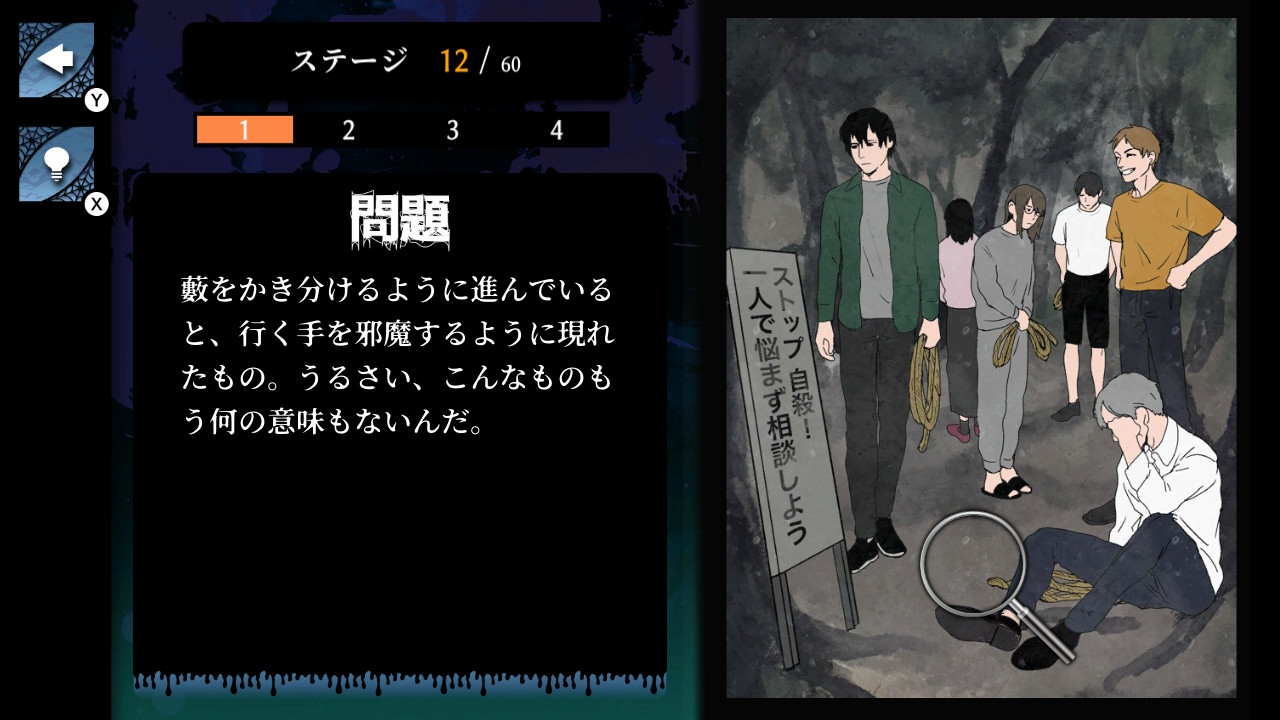 ステージ 12 / 60
Y
1 2 3 4
X
問題
藪をかき分けるように進んでいる
と、行く手を邪魔するように現れ
たもの。うるさい、こんなものも
う何の意味もないんだ。
ストップ 自殺!
一人で悩まず相談しよう